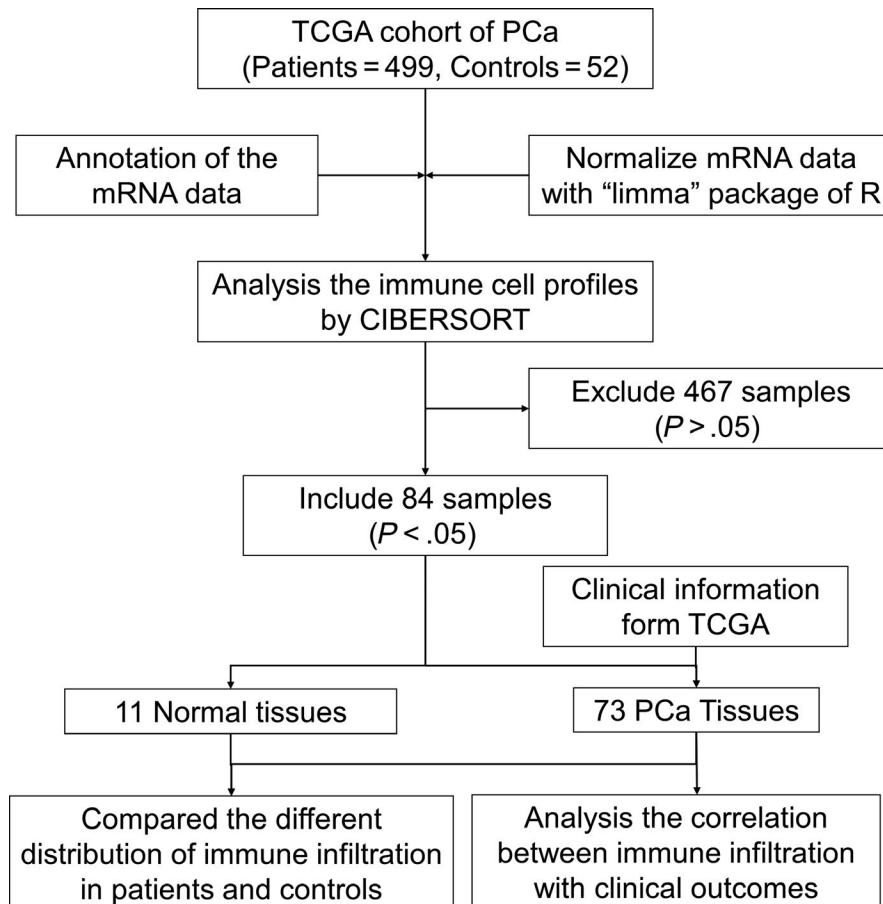 TCGA cohort of PCa
(Patients = 499, Controls = 52)
Annotation of the
mRNA data
Normalize mRNA data
with “limma” package of R
Analysis the immune cell profiles
by CIBERSORT
Exclude 467 samples
(P > .05)
Include 84 samples
(P < .05)
Clinical information
form TCGA
11 Normal tissues
73 PCa Tissues
Compared the different
distribution of immune infiltration
in patients and controls
Analysis the correlation
between immune infiltration
with clinical outcomes